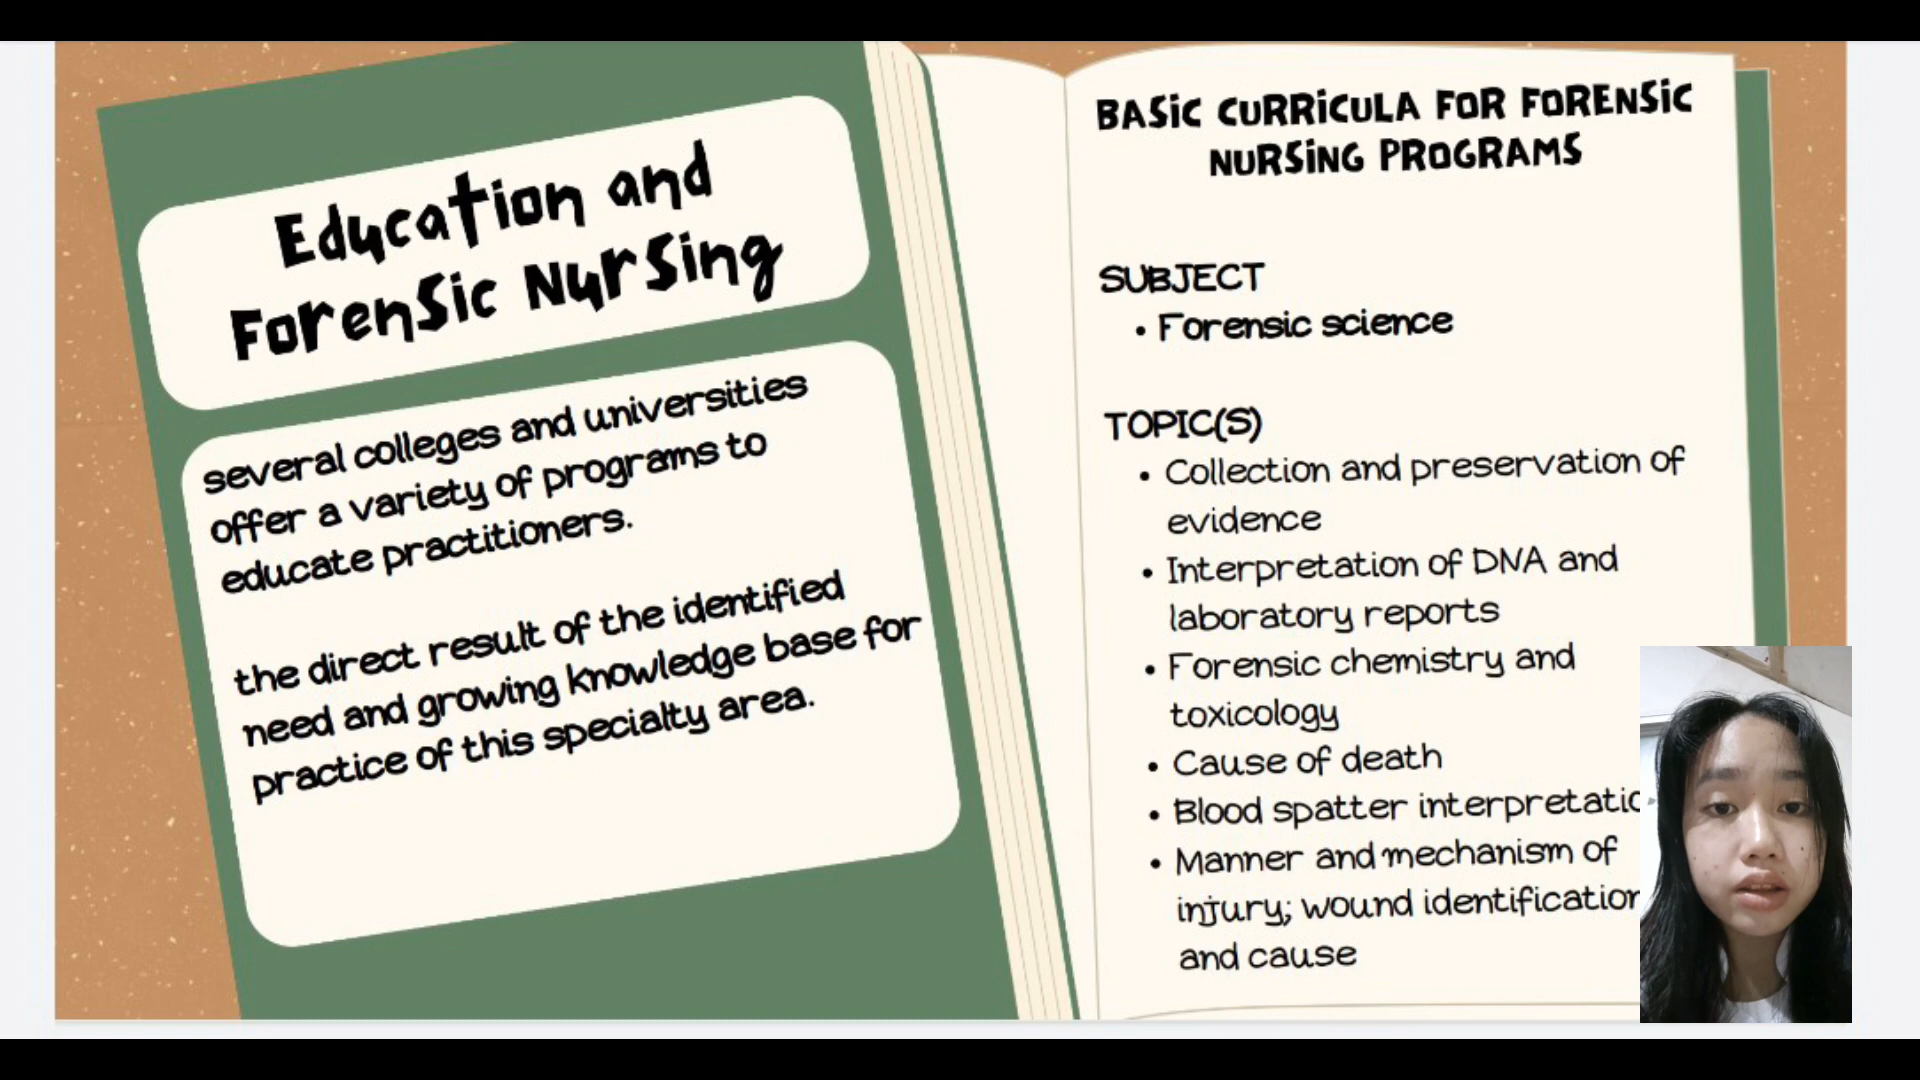 Education and
Forensic Nursing
several colleges and universities
offer a variety of programs to
educate practitioners.
the direct result of the identified
need and growing knowledge base for
practice of this specialty area.
BASIC CURRICULA FOR FORENSIC
NURSING PROGRAMS
SUBJECT
• Forensic science
TOPIC(S)
• Collection and preservation of
evidence
• Interpretation of DNA and
laboratory reports
• Forensic chemistry and
toxicology
• Cause of death
• Blood spatter
• Manner and mechanism of
injury; wound identification
and cause